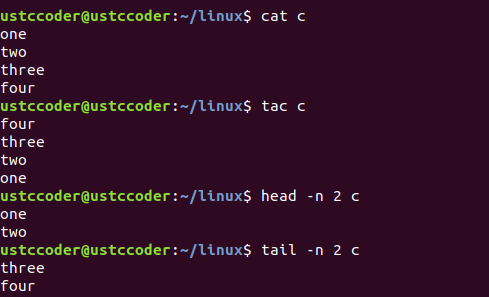 ustccoder@ustccoder:~/linux$ cat c
one
two
three
four
ustccoder@ustccoder:~/linux$ tac c
four
three
two
one
ustccoder@ustccoder:~/linux$ head -n 2 c
one
two
ustccoder@ustccoder:~/linux$ tail -n 2 c
three
four